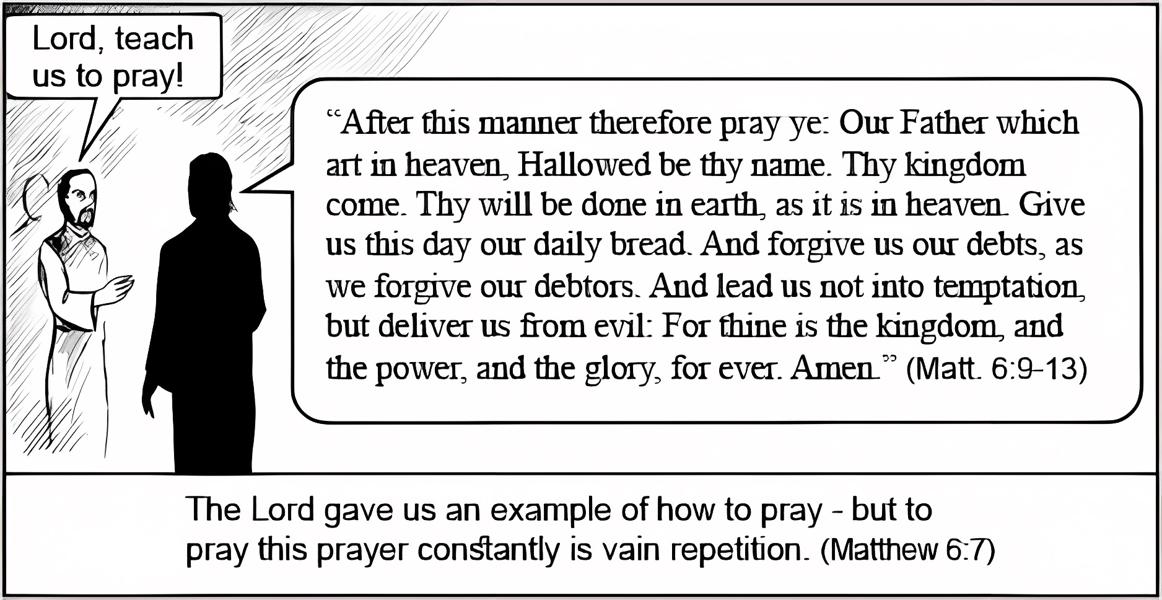 Lord, teach
us to pray!
“After this manner therefore pray ye: Our Father which
art in heaven, Hallowed be thy name. Thy kingdom
come. Thy will be done in earth, as it is in heaven. Give
us this day our daily bread. And forgive us our debts, as
we forgive our debtors. And lead us not into temptation,
but deliver us from evil: For thine is the kingdom, and
the power, and the glory, for ever. Amen.” (Matt. 6:9-13)
The Lord gave us an example of how to pray - but to
pray this prayer constantly is vain repetition. (Matthew 6:7)